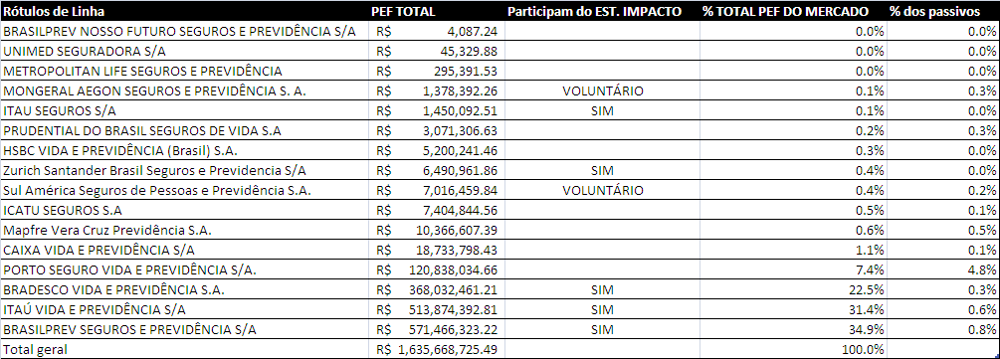 Rótulos de Linha PEF TOTAL Participam do EST. IMPACTO % TOTAL PEF DO MERCADO % dos passivos
BRASILPREV NOSSO FUTURO SEGUROS E PREVIDÊNCIA S/A R$ 4,087.24 0.0% 0.0%
UNIMED SEGURADORA S/A R$ 45,329.88 0.0% 0.0%
METROPOLITAN LIFE SEGUROS E PREVIDÊNCIA R$ 295,391.53 0.0% 0.0%
MONGERAL AEGON SEGUROS E PREVIDÊNCIA S. A. R$ 1,378,392.26 VOLUNTÁRIO 0.1% 0.3%
ITAU SEGUROS S/A R$ 1,450,092.51 SIM 0.1% 0.0%
PRUDENTIAL DO BRASIL SEGUROS DE VIDA S.A R$ 3,071,306.63 0.2% 0.3%
HSBC VIDA E PREVIDÊNCIA (Brasil) S.A. R$ 5,200,241.46 0.3% 0.0%
Zurich Santander Brasil Seguros e Previdencia S/A R$ 6,490,961.86 SIM 0.4% 0.0%
Sul América Seguros de Pessoas e Previdência S.A. R$ 7,016,459.84 VOLUNTÁRIO 0.4% 0.2%
ICATU SEGUROS S.A R$ 7,404,844.56 0.5% 0.1%
Mapfre Vera Cruz Previdência S.A. R$ 10,366,607.39 0.6% 0.5%
CAIXA VIDA E PREVIDÊNCIA S/A R$ 18,733,798.43 1.1% 0.1%
PORTO SEGURO VIDA E PREVIDÊNCIA S/A. R$ 120,838,034.66 7.4% 4.8%
BRADESCO VIDA E PREVIDÊNCIA S.A. R$ 368,032,461.21 SIM 22.5% 0.3%
ITAÚ VIDA E PREVIDÊNCIA S/A R$ 513,874,392.81 SIM 31.4% 0.6%
BRASILPREV SEGUROS E PREVIDÊNCIA S/A R$ 571,466,323.22 SIM 34.9% 0.8%
Total geral R$ 1,635,668,725.49 100.0%